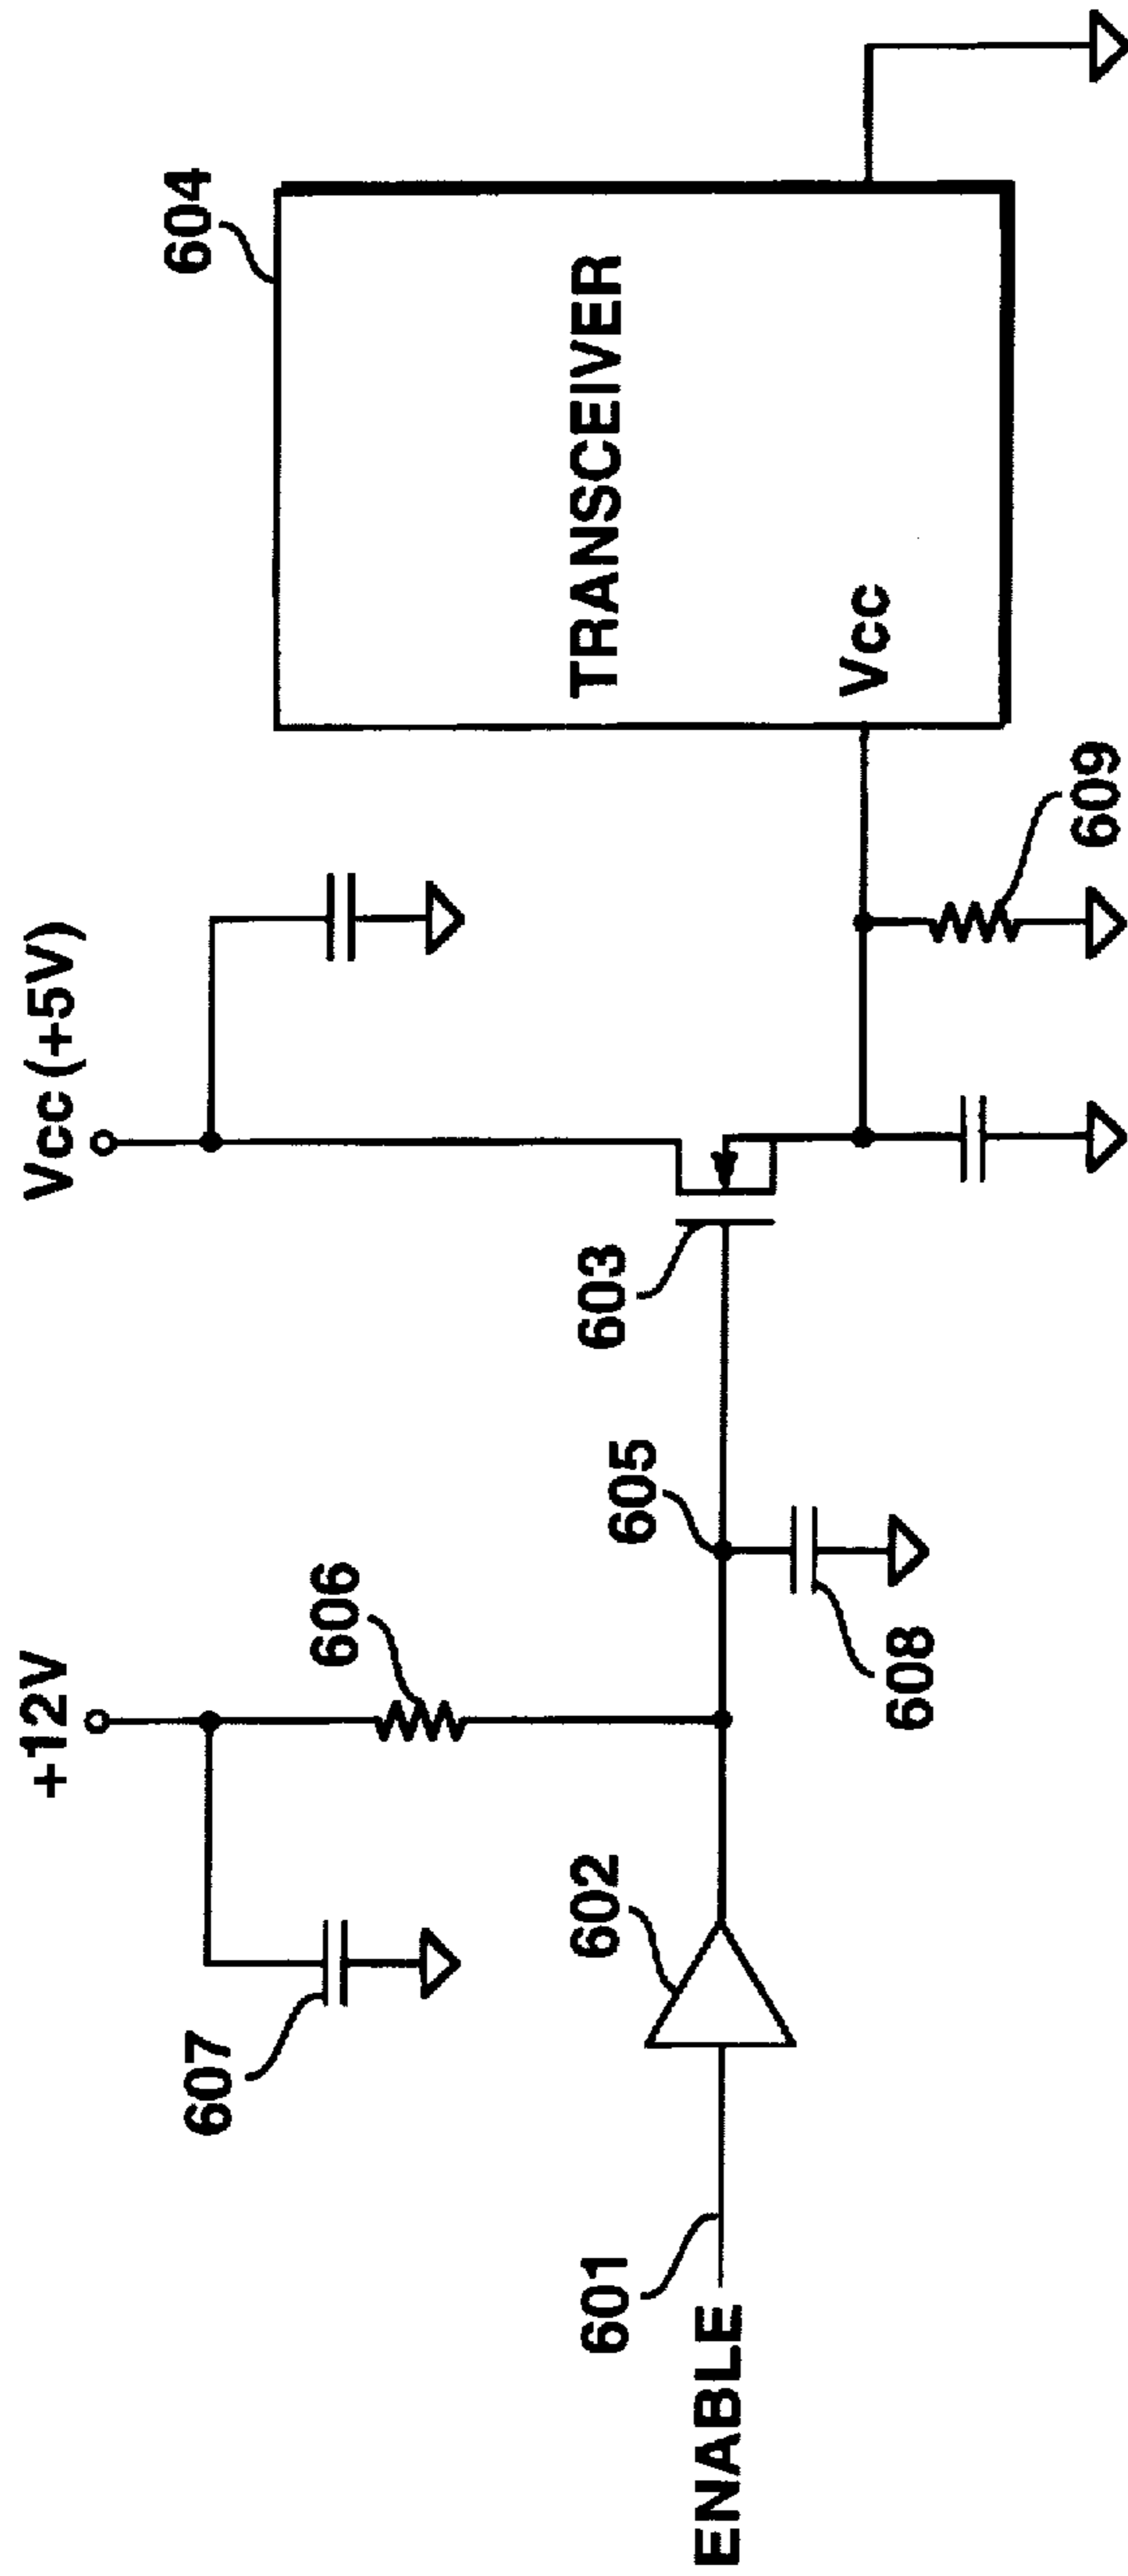 +12V
Vcc (+5V)
607
606
604
601
602
605
603
TRANSCEIVER
ENABLE
608
Vcc
609